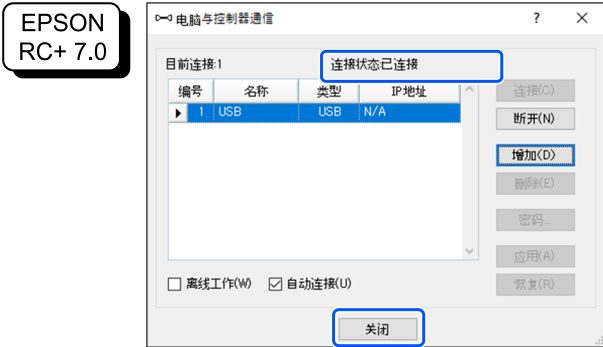 EPSON
RC+ 7.0
电脑与控制器通信
?
目前连接:1
连接状态:已连接
编号 名称 类型 IP地址
1 USB USB N/A
连接(C)
断开(N)
增加(D)
删除(E)
密码...
应用(A)
恢复(R)
离线工作(W)
自动连接(U)
关闭